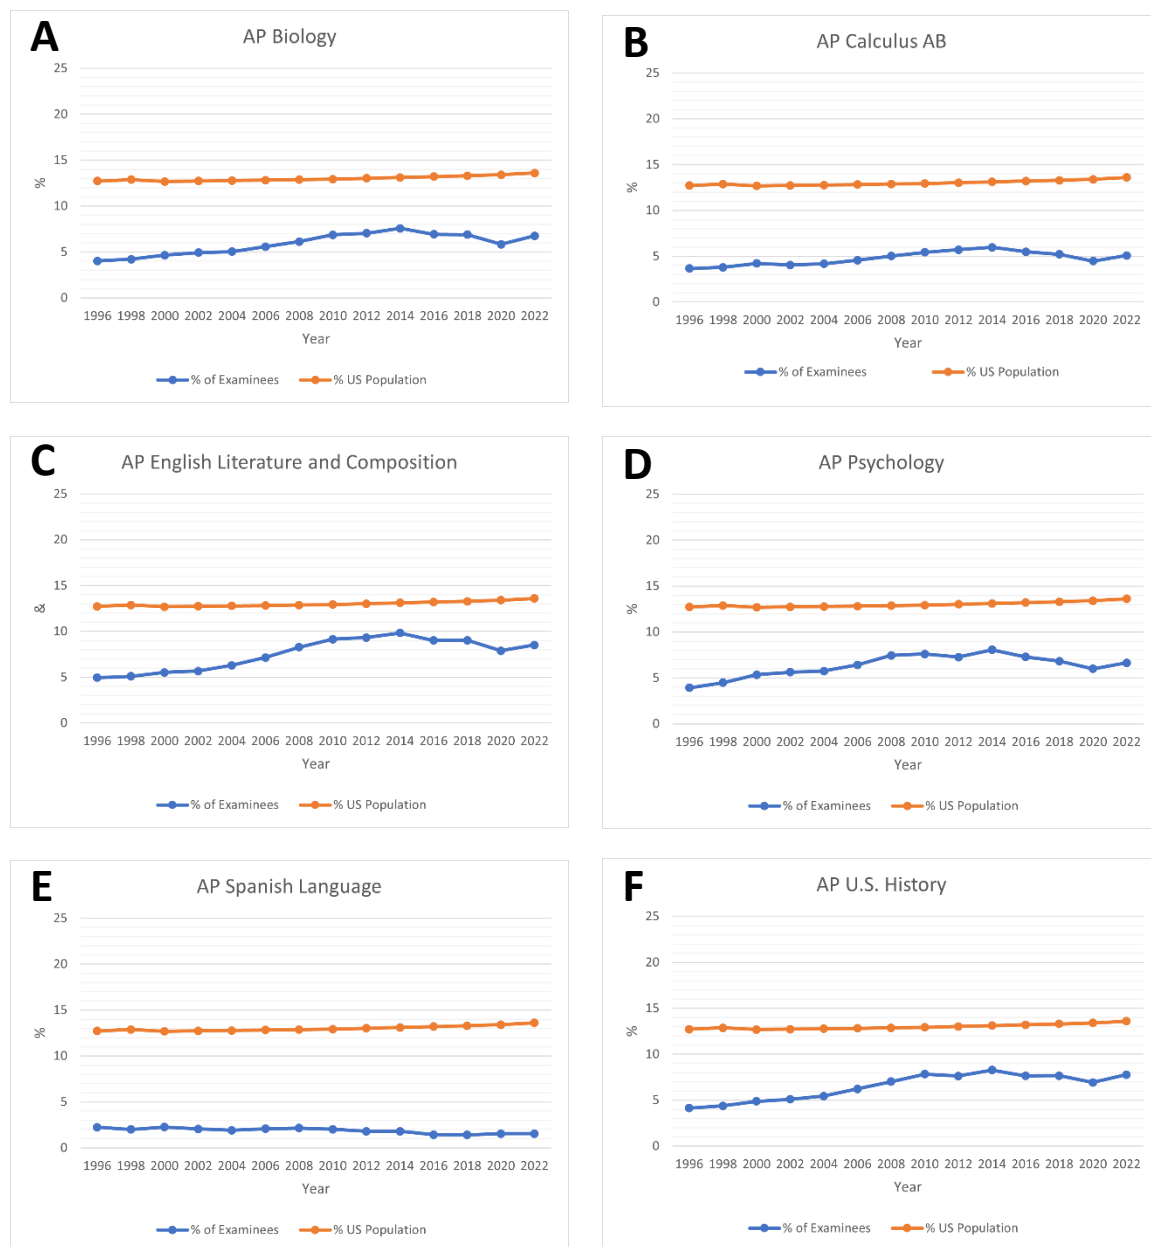 A
AP Biology
25
20
15
10
5
0
%
1996 1998 2000 2002 2004 2006 2008 2010 2012 2014 2016 2018 2020 2022
Year
% of Examinees % US Population
B
AP Calculus AB
25
20
15
10
5
0
%
1996 1998 2000 2002 2004 2006 2008 2010 2012 2014 2016 2018 2020 2022
Year
% of Examinees % US Population
C
AP English Literature and Composition
25
20
15
10
5
0
&
1996 1998 2000 2002 2004 2006 2008 2010 2012 2014 2016 2018 2020 2022
Year
% of Examinees % US Population
D
AP Psychology
25
20
15
10
5
0
%
1996 1998 2000 2002 2004 2006 2008 2010 2012 2014 2016 2018 2020 2022
Year
% of Examinees % US Population
E
AP Spanish Language
25
20
15
10
5
0
%
1996 1998 2000 2002 2004 2006 2008 2010 2012 2014 2016 2018 2020 2022
Year
% of Examinees % US Population
F
AP U.S. History
25
20
15
10
5
0
%
1996 1998 2000 2002 2004 2006 2008 2010 2012 2014 2016 2018 2020 2022
Year
% of Examinees % US Population